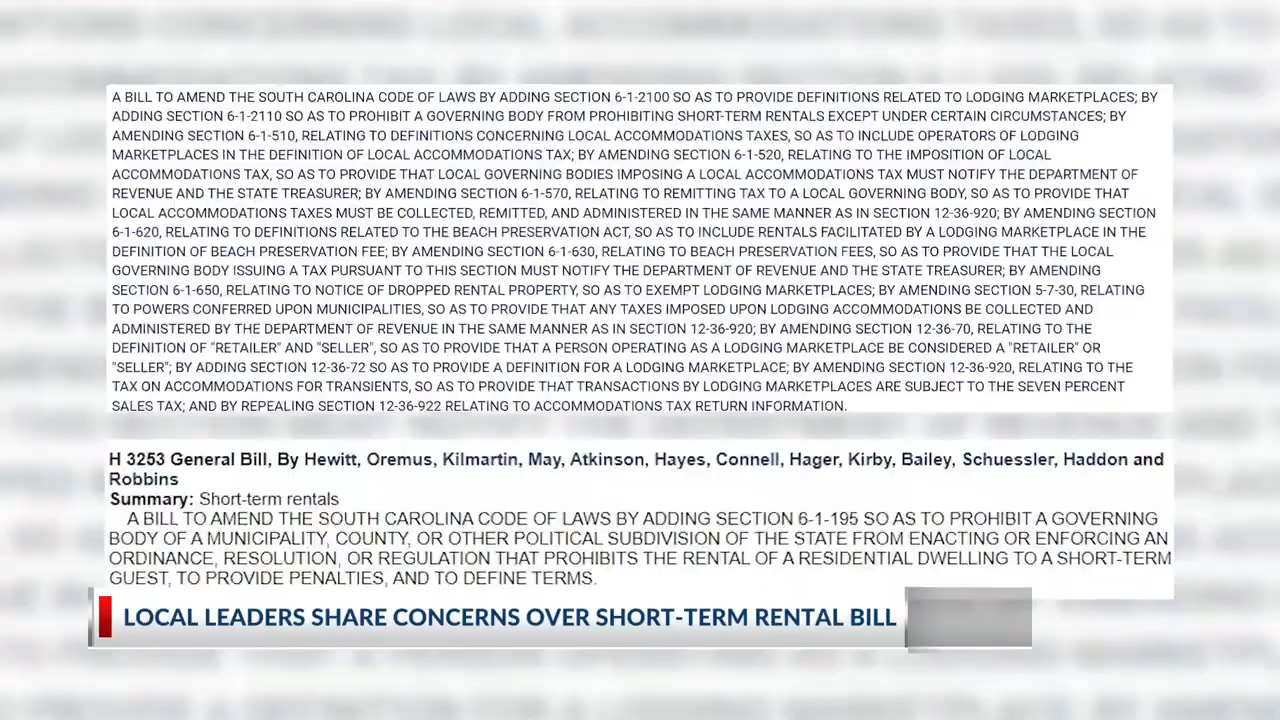 A BILL TO AMEND THE SOUTH CAROLINA CODE OF LAWS BY ADDING SECTION 6-1-2100 SO AS TO PROVIDE DEFINITIONS RELATED TO LODGING MARKETPLACES; BY
ADDING SECTION 6-1-2110 SO AS TO PROHIBIT A GOVERNING BODY FROM PROHIBITING SHORT-TERM RENTALS EXCEPT UNDER CERTAIN CIRCUMSTANCES; BY
AMENDING SECTION 6-1-510, RELATING TO DEFINITIONS CONCERNING LOCAL ACCOMMODATIONS TAXES, SO AS TO INCLUDE OPERATORS OF LODGING
MARKETPLACES IN THE DEFINITION OF LOCAL ACCOMMODATIONS TAX; BY AMENDING SECTION 6-1-520, RELATING TO THE IMPOSITION OF LOCAL
ACCOMMODATIONS TAX, SO AS TO PROVIDE THAT LOCAL GOVERNING BODIES IMPOSING A LOCAL ACCOMMODATIONS TAX MUST NOTIFY THE DEPARTMENT OF
REVENUE AND THE STATE TREASURER; BY AMENDING SECTION 6-1-570, RELATING TO REMITTING TAX TO A LOCAL GOVERNING BODY, SO AS TO PROVIDE THAT
LOCAL ACCOMMODATIONS TAXES MUST BE COLLECTED, REMITTED, AND ADMINISTERED IN THE SAME MANNER AS IN SECTION 12-36-920; BY AMENDING SECTION
6-1-620, RELATING TO DEFINITIONS RELATED TO THE BEACH PRESERVATION ACT, SO AS TO INCLUDE RENTALS FACILITATED BY A LODGING MARKETPLACE IN THE
DEFINITION OF BEACH PRESERVATION FEE; BY AMENDING SECTION 6-1-630, RELATING TO BEACH PRESERVATION FEES, SO AS TO PROVIDE THAT THE LOCAL
GOVERNING BODY ISSUING A TAX PURSUANT TO THIS SECTION MUST NOTIFY THE DEPARTMENT OF REVENUE AND THE STATE TREASURER; BY AMENDING
SECTION 6-1-650, RELATING TO NOTICE OF DROPPED RENTAL PROPERTY, SO AS TO EXEMPT LODGING MARKETPLACES; BY AMENDING SECTION 5-7-30, RELATING
TO POWERS CONFERRED UPON MUNICIPALITIES, SO AS TO PROVIDE THAT ANY TAXES IMPOSED UPON LODGING ACCOMMODATIONS BE COLLECTED AND
ADMINISTERED BY THE DEPARTMENT OF REVENUE IN THE SAME MANNER AS IN SECTION 12-36-920; BY AMENDING SECTION 12-36-70, RELATING TO THE
DEFINITION OF "RETAILER" AND "SELLER", SO AS TO PROVIDE THAT A PERSON OPERATING AS A LODGING MARKETPLACE BE CONSIDERED A "RETAILER" OR
"SELLER"; BY ADDING SECTION 12-36-72 SO AS TO PROVIDE A DEFINITION FOR A LODGING MARKETPLACE; BY AMENDING SECTION 12-36-920, RELATING TO THE
TAX ON ACCOMMODATIONS FOR TRANSIENTS, SO AS TO PROVIDE THAT TRANSACTIONS BY LODGING MARKETPLACES ARE SUBJECT TO THE SEVEN PERCENT
SALES TAX; AND BY REPEALING SECTION 12-36-922 RELATING TO ACCOMMODATIONS TAX RETURN INFORMATION.
H 3253 General Bill, By Hewitt, Oremus, Kilmartin, May, Atkinson, Hayes, Connell, Hager, Kirby, Bailey, Schuessler, Haddon and
Robbins
Summary: Short-term rentals
A BILL TO AMEND THE SOUTH CAROLINA CODE OF LAWS BY ADDING SECTION 6-1-195 SO AS TO PROHIBIT A GOVERNING
BODY OF A MUNICIPALITY, COUNTY, OR OTHER POLITICAL SUBDIVISION OF THE STATE FROM ENACTING OR ENFORCING AN
ORDINANCE, RESOLUTION, OR REGULATION THAT PROHIBITS THE RENTAL OF A RESIDENTIAL DWELLING TO A SHORT-TERM
GUEST, TO PROVIDE PENALTIES, AND TO DEFINE TERMS.
LOCAL LEADERS SHARE CONCERNS OVER SHORT-TERM RENTAL BILL